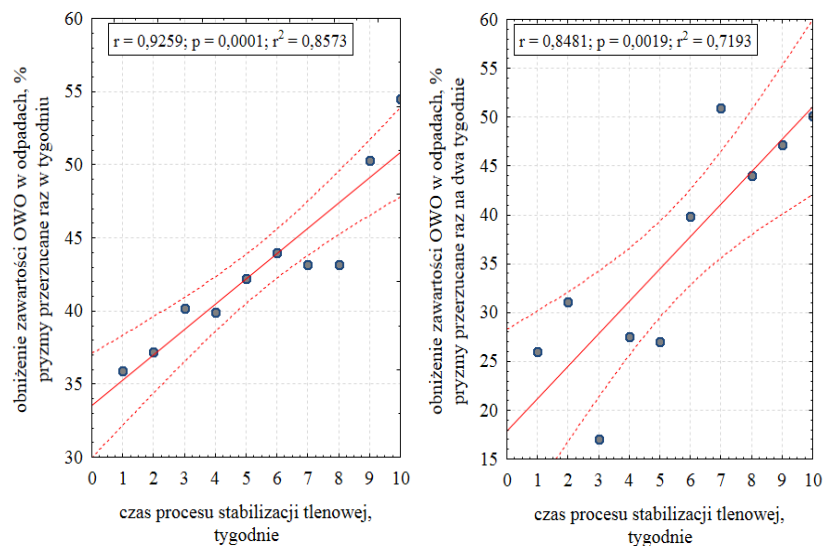 r = 0,9259; p = 0,0001; r² = 0,8573
obniżenie zawartości OWO w odpadach, %
pryzmy przerzucane raz w tygodniu
60
55
50
45
40
35
30
0 1 2 3 4 5 6 7 8 9 10
czas procesu stabilizacji tlenowej,
tygodnie
r = 0,8481; p = 0,0019; r² = 0,7193
obniżenie zawartości OWO w odpadach, %
pryzmy przerzucane raz na dwa tygodnie
60
55
50
45
40
35
30
25
20
15
0 1 2 3 4 5 6 7 8 9 10
czas procesu stabilizacji tlenowej,
tygodnie